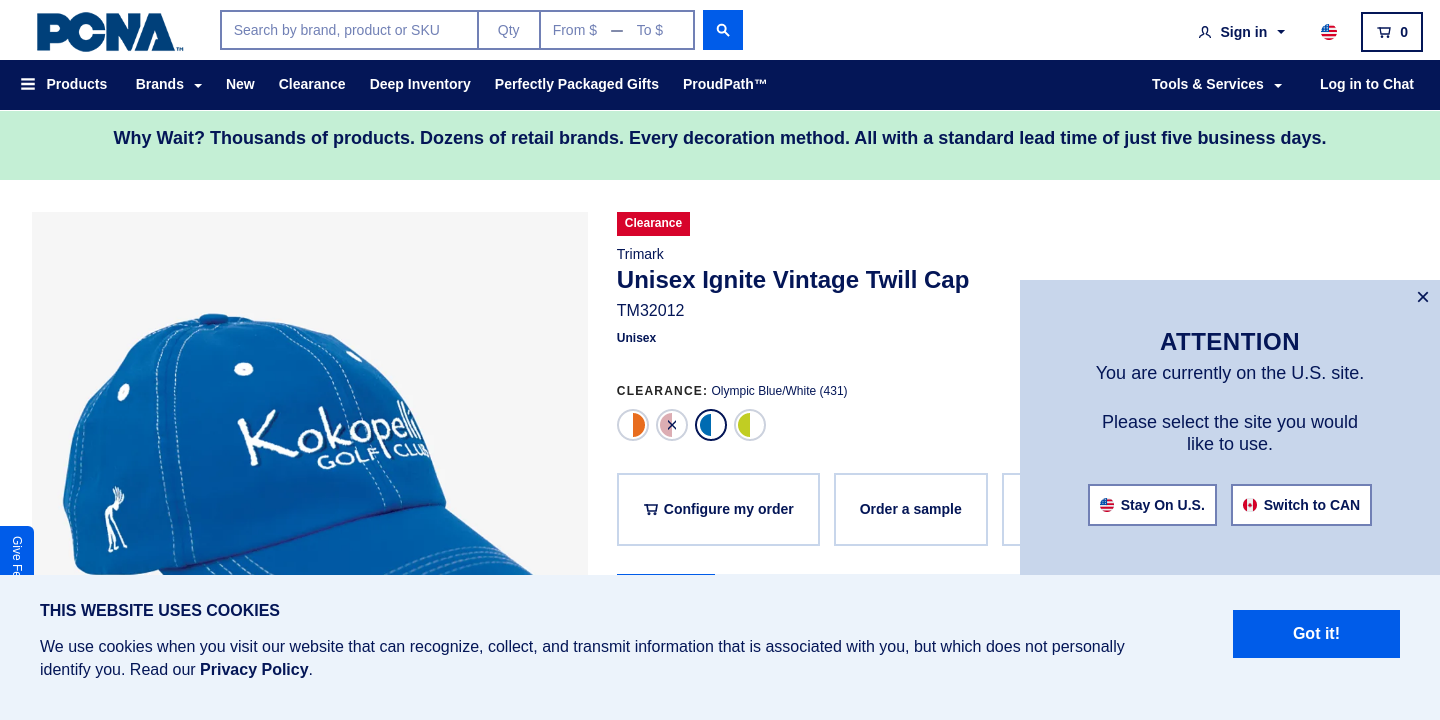 PCNA™
Search by brand, product or SKU
Qty
From $ — To $
Sign in
0
Products
Brands
New
Clearance
Deep Inventory
Perfectly Packaged Gifts
ProudPath™
Tools & Services
Log in to Chat
Why Wait? Thousands of products. Dozens of retail brands. Every decoration method. All with a standard lead time of just five business days.
Kokopelli
GOLF CLUB
Clearance
Trimark
Unisex Ignite Vintage Twill Cap
TM32012
Unisex
CLEARANCE: Olympic Blue/White (431)
Configure my order
Order a sample
×
ATTENTION
You are currently on the U.S. site.
Please select the site you would
like to use.
Stay On U.S.
Switch to CAN
Give
THIS WEBSITE USES COOKIES
We use cookies when you visit our website that can recognize, collect, and transmit information that is associated with you, but which does not personally
identify you. Read our Privacy Policy.
Got it!